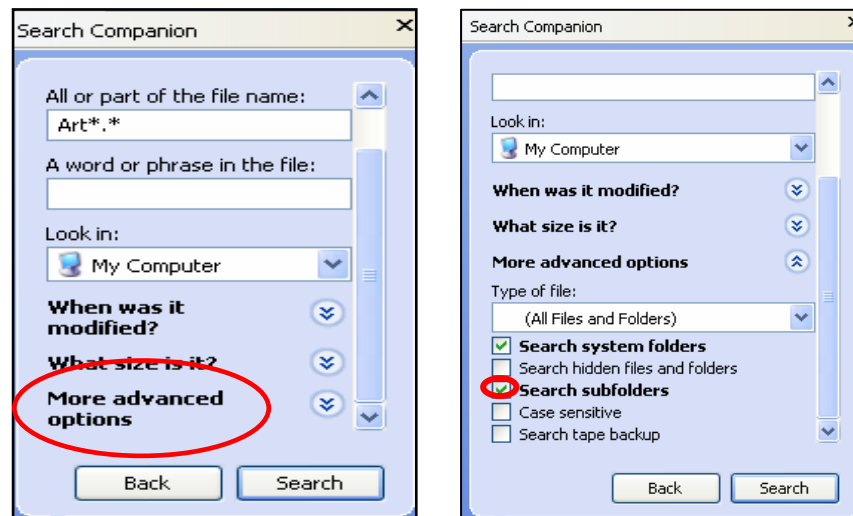 Search Companion
All or part of the file name:
Art*.*
A word or phrase in the file:
Look in:
My Computer
When was it
modified?
What size is it?
More advanced
options
Back Search
Search Companion
Look in:
My Computer
When was it modified?
What size is it?
More advanced options
Type of file:
(All Files and Folders)
Search system folders
Search hidden files and folders
Search subfolders
Case sensitive
Search tape backup
Back Search